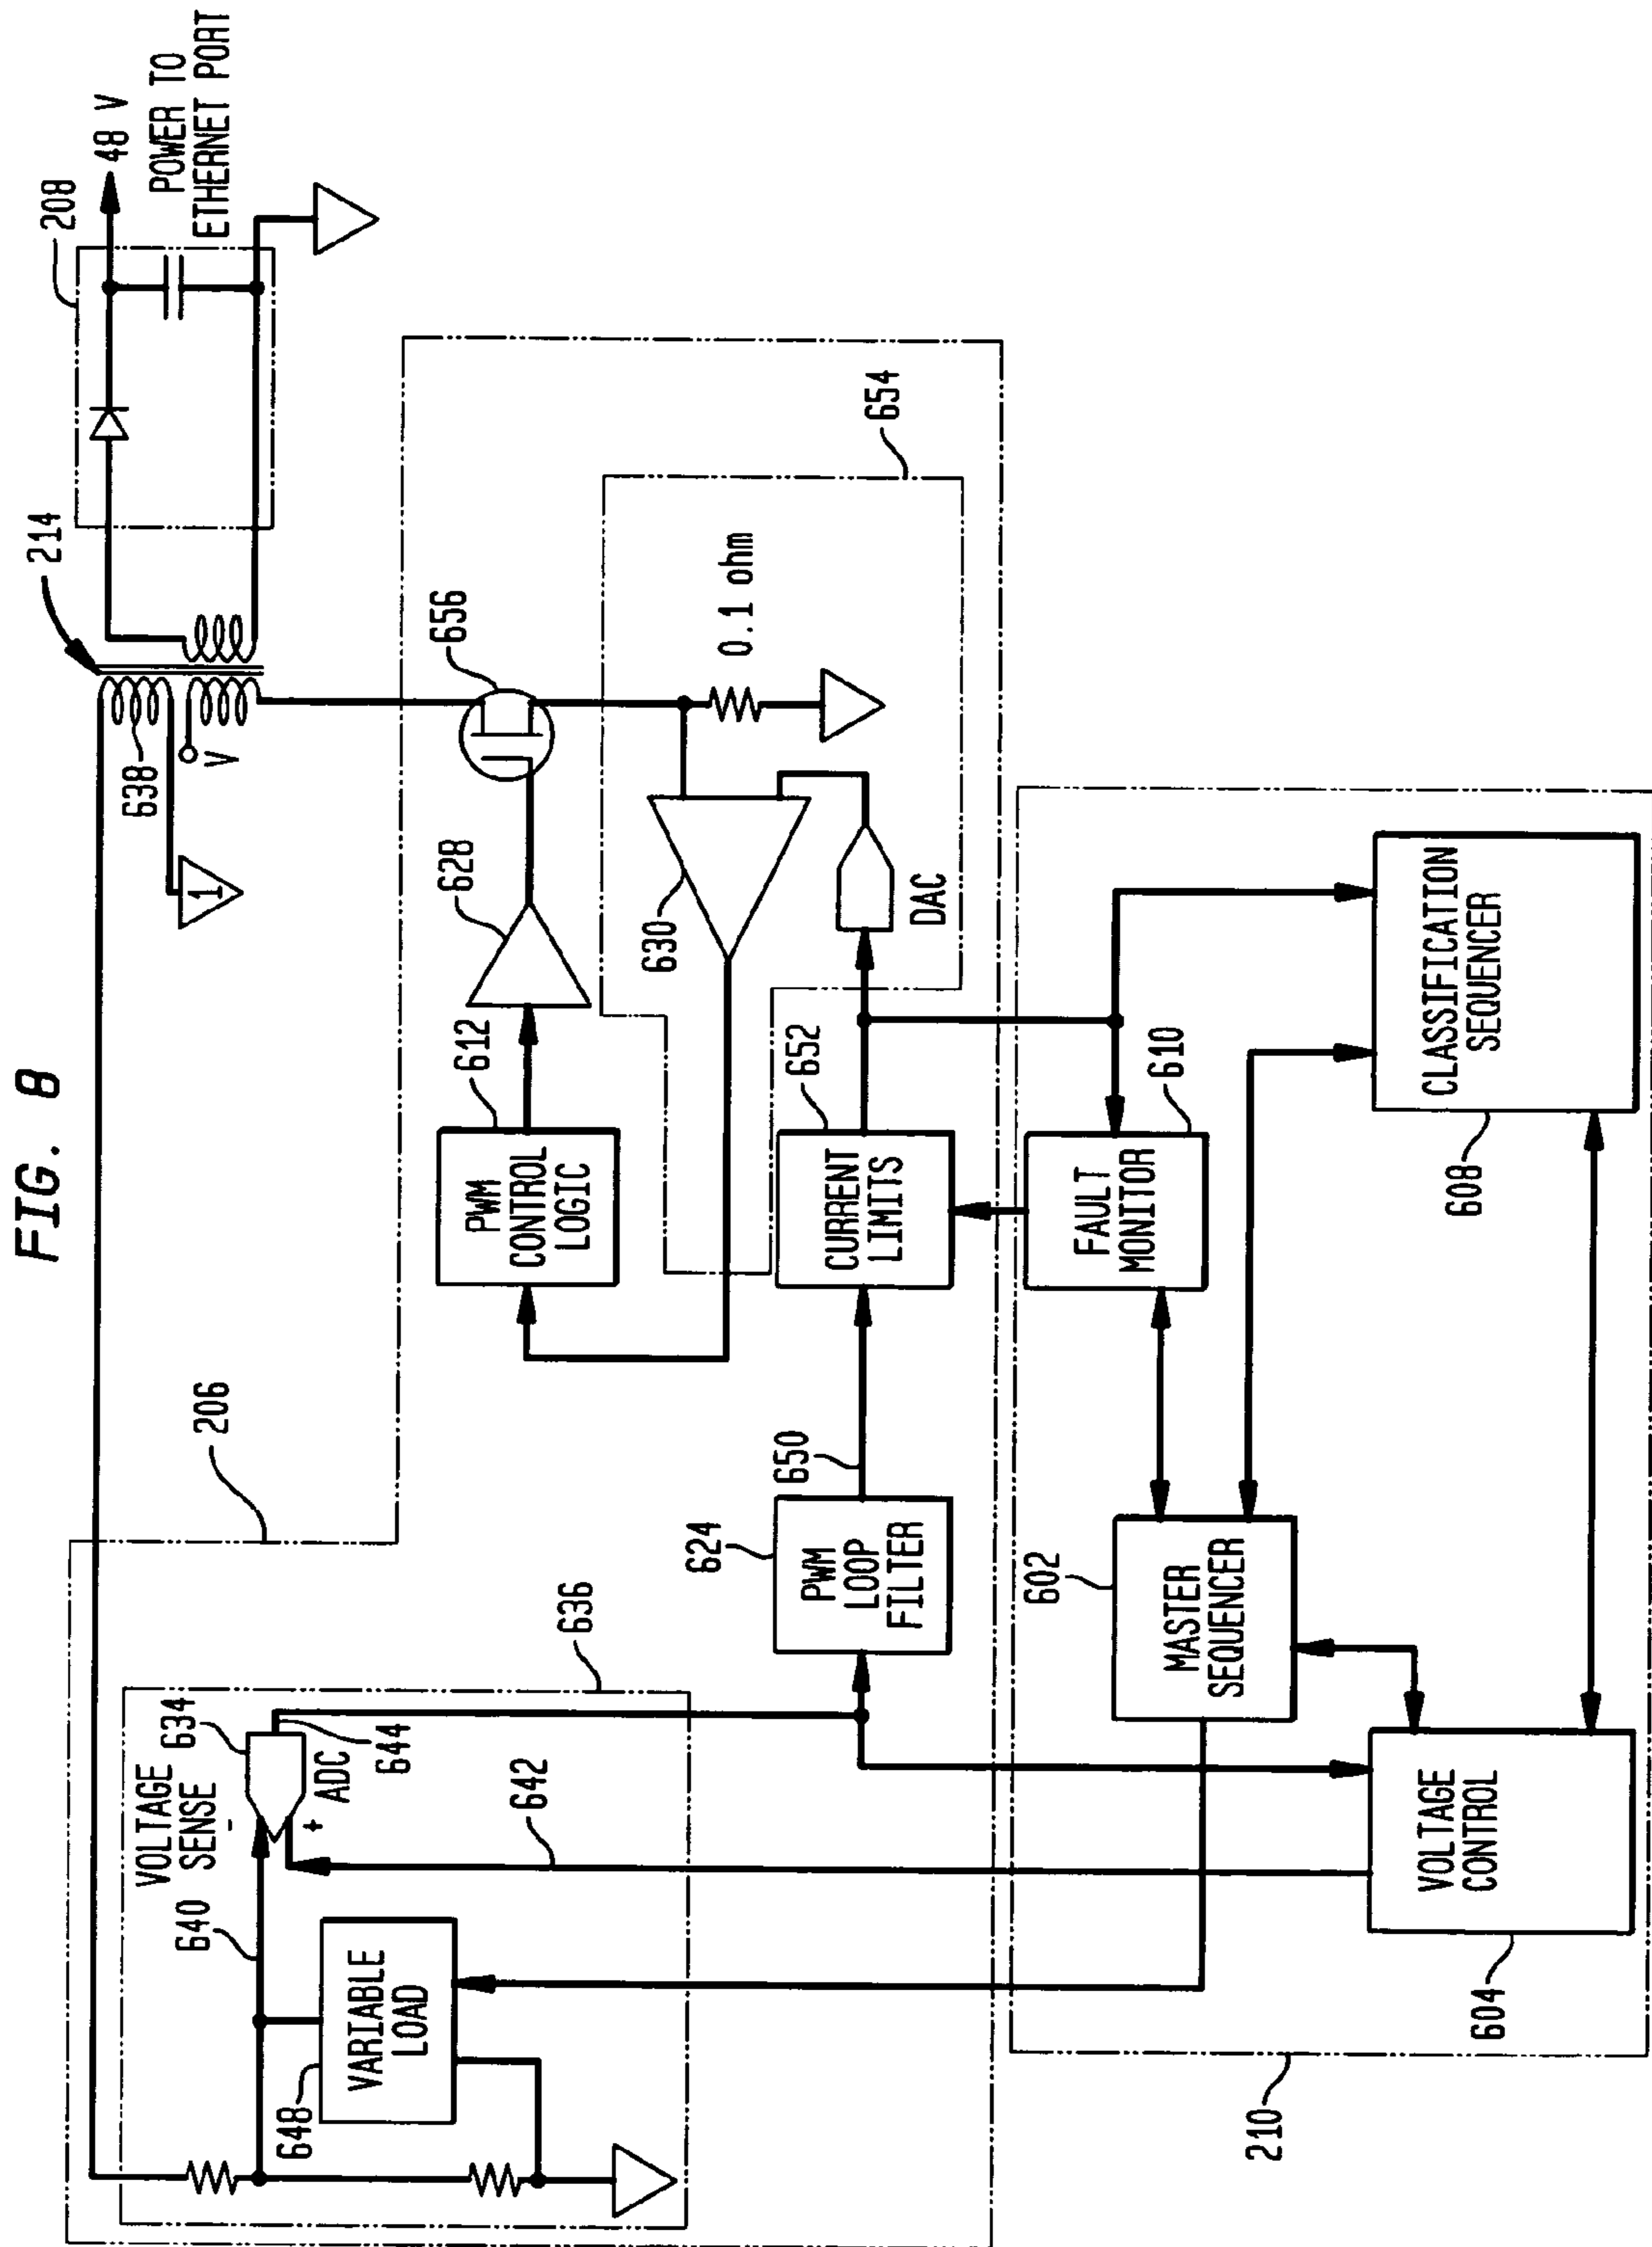 FIG. 8
206
214
208
48 V
POWER TO
ETHERNET PORT
638
V
1
636
VOLTAGE
SENSE
634
-
+
ADC
640
644
648
VARIABLE
LOAD
642
628
656
612
PWM
CONTROL
LOGIC
630
0.1 ohm
654
DAC
624
PWM
LOOP
FILTER
650
652
CURRENT
LIMITS
610
FAULT
MONITOR
602
MASTER
SEQUENCER
210
604
VOLTAGE
CONTROL
608
CLASSIFICATION
SEQUENCER